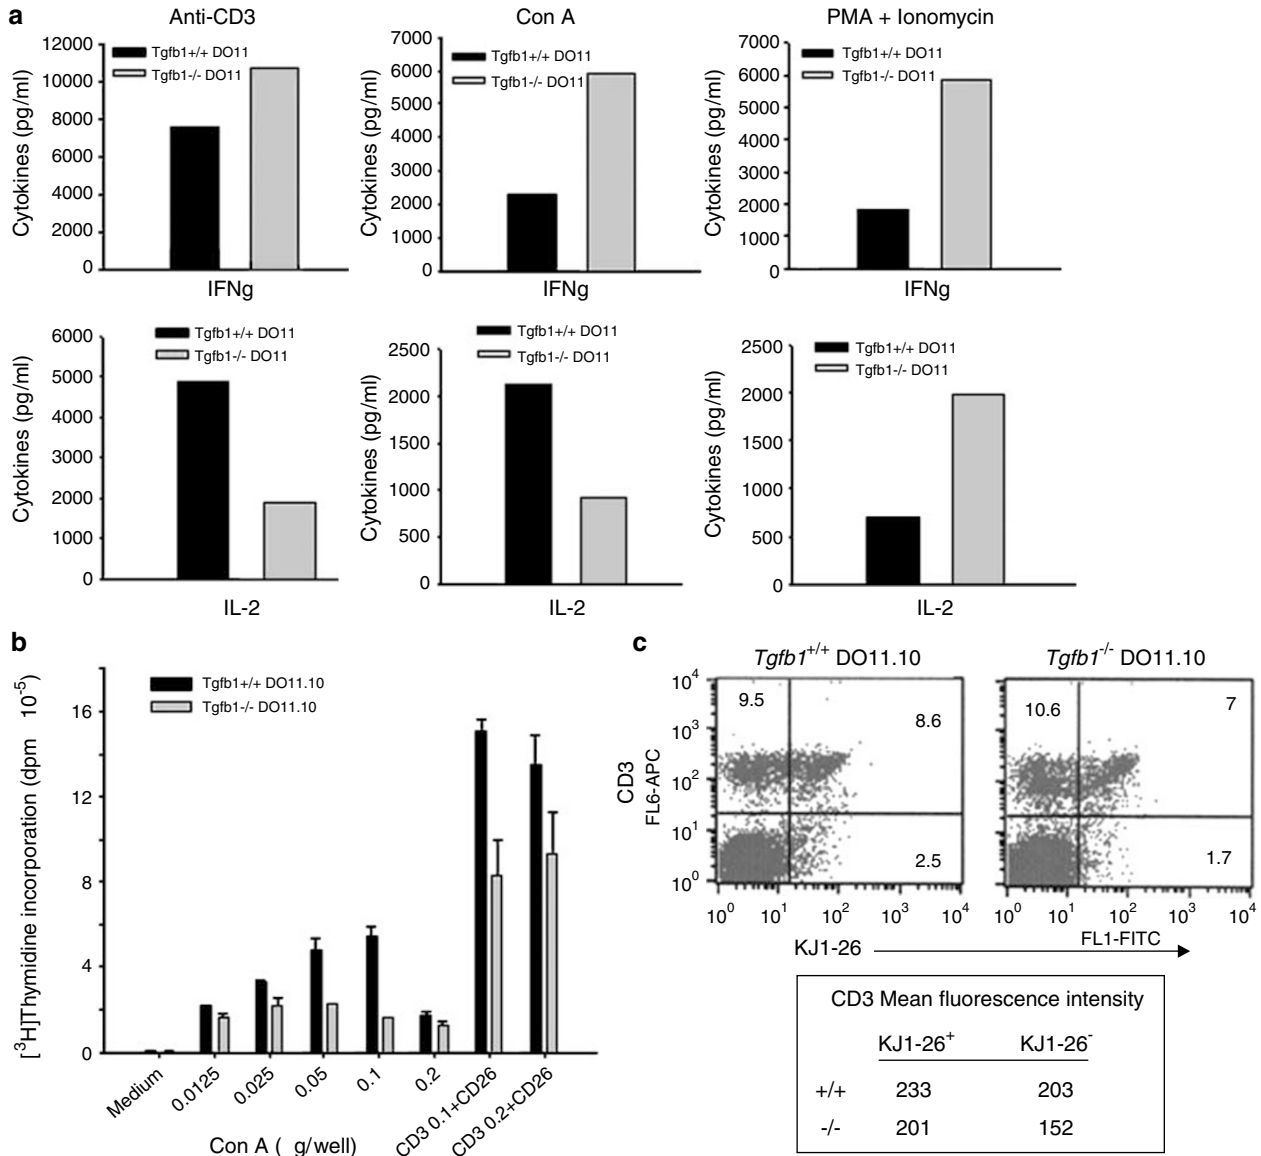 a
Anti-CD3
Con A
PMA + Ionomycin
Cytokines (pg/ml)
12000
10000
8000
6000
4000
2000
0
Tgfb1+/+ DO11
Tgfb1-/- DO11
IFNg
Cytokines (pg/ml)
7000
6000
5000
4000
3000
2000
1000
0
Tgfb1+/+ DO11
Tgfb1-/- DO11
IFNg
Cytokines (pg/ml)
7000
6000
5000
4000
3000
2000
1000
0
Tgfb1+/+ DO11
Tgfb1-/- DO11
IFNg
Cytokines (pg/ml)
6000
5000
4000
3000
2000
1000
0
Tgfb1+/+ DO11
Tgfb1-/- DO11
IL-2
Cytokines (pg/ml)
2500
2000
1500
1000
500
0
Tgfb1+/+ DO11
Tgfb1-/- DO11
IL-2
Cytokines (pg/ml)
2500
2000
1500
1000
500
0
Tgfb1+/+ DO11
Tgfb1-/- DO11
IL-2
b
[³H]Thymidine incorporation (dpm 10⁻⁵)
16
12
8
4
0
Tgfb1+/+ DO11.10
Tgfb1-/- DO11.10
Medium
0.0125
0.025
0.05
0.1
0.2
CD3 0.1+CD26
CD3 0.2+CD26
Con A ( g/well)
c
Tgfb1⁺/⁺ DO11.10
Tgfb1⁻/⁻ DO11.10
CD3
FL6-APC
10⁴
10³
10²
10¹
10⁰
9.5
8.6
2.5
10.6
7
1.7
10⁰ 10¹ 10² 10³ 10⁴
10⁰ 10¹ 10² 10³ 10⁴
KJ1-26
FL1-FITC
CD3 Mean fluorescence intensity
KJ1-26⁺ KJ1-26⁻
+/+ 233 203
-/- 201 152